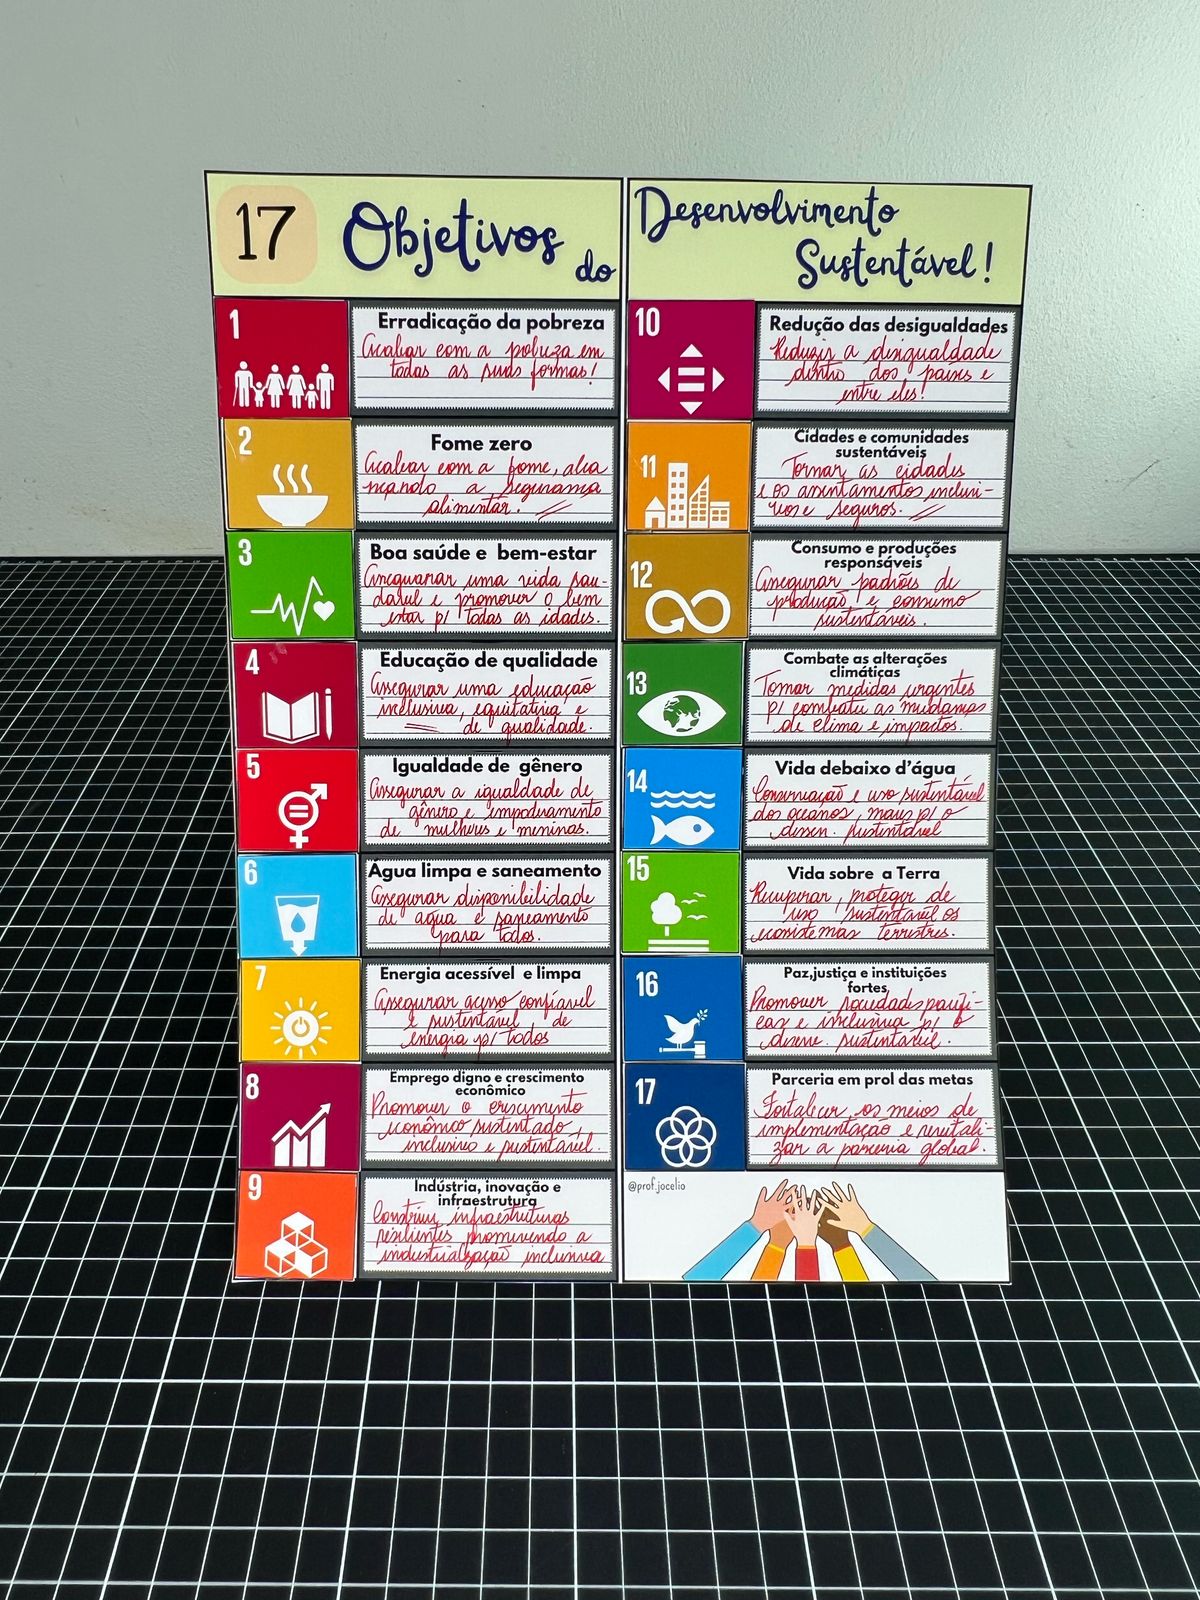 17 Objetivos do
Desenvolvimento
Sustentável!
1
Erradicação da pobreza
Acabar com a pobreza em
todas as suas formas!
2
Fome zero
Acabar com a fome, alca
nçando a segurança
alimentar.
3
Boa saúde e bem-estar
uma vida sau-
dável e promover o bem
estar p/ todas as idades.
4
Educação de qualidade
Assegurar uma educação
inclusiva, equitativa e
de qualidade.
5
Igualdade de gênero
Assegurar a igualdade de
gênero e empoderamento
de mulheres e meninas.
6
Água limpa e saneamento
Assegurar disponibilidade
de água e saneamento
para todos.
7
Energia acessível e limpa
Assegurar acesso confiável
e sustentável de
energia p/ todos
8
Emprego digno e crescimento
econômico
Promover o crescimento
econômico sustentado,
inclusivo e sustentável.
9
Indústria, inovação e
infraestrutura
Construir infraestruturas
resilientes promovendo a
industrialização inclusiva
10
Redução das desigualdades
Reduzir a desigualdade
dentro dos países e
entre eles!
11
Cidades e comunidades
sustentáveis
Tornar as cidades
e os assentamentos inclusi-
vos e seguros.
12
Consumo e produções
responsáveis
Assegurar padrões de
produção e consumo
sustentáveis.
13
Combate as alterações
climáticas
Tomar medidas urgentes
p/ combater as mudanças
de clima e impactos.
14
Vida debaixo d'água
Conservação e uso sustentável
dos oceanos, mares p/ o
desen. sustentável
15
Vida sobre a Terra
Recuperar, proteger de
uso sustentável os
ecossistemas terrestres.
16
Paz,justiça e instituições
fortes
Promover sociedades pacífi-
cas e inclusiva p/ o
desenv. sustentável.
17
Parceria em prol das metas
Fortalecer os meios de
implementação e revitali-
zar a parceria global.
@prof.jocelio